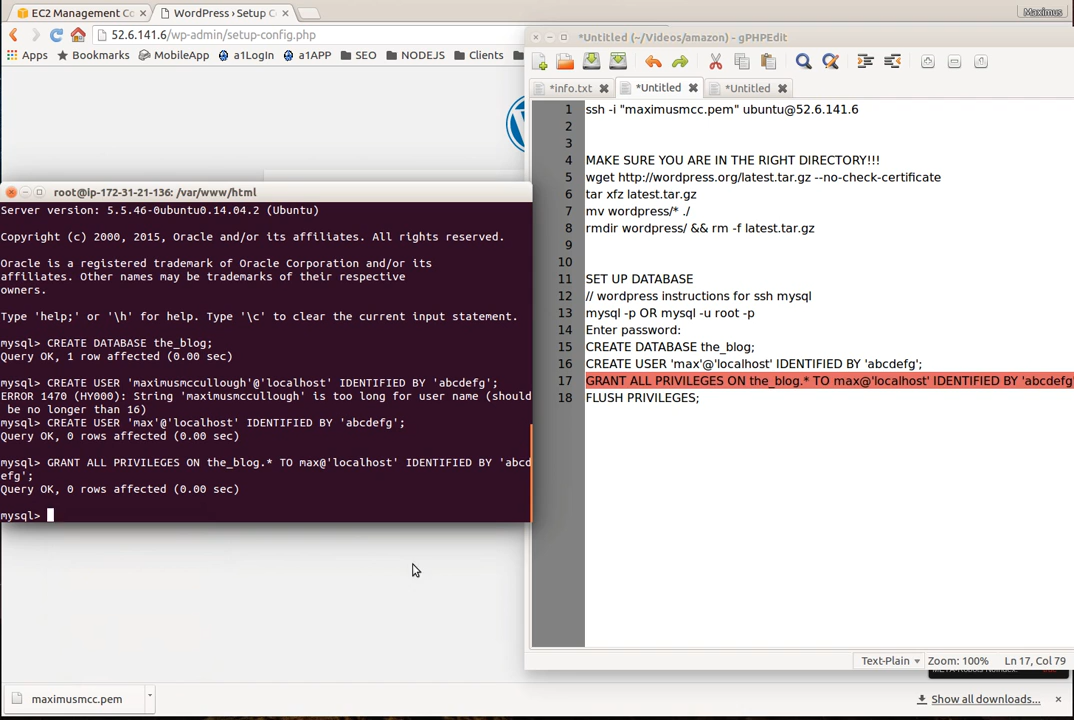 EC2 Management Co
WordPress › Setup C
Maximus
52.6.141.6/wp-admin/setup-config.php
Apps
Bookmarks
MobileApp
a1LogIn
a1APP
SEO
NODEJS
Clients
*Untitled (~/Videos/amazon) - gPHPEdit
*info.txt
*Untitled
*Untitled
1 ssh -i "maximusmcc.pem" ubuntu@52.6.141.6
2
3
4 MAKE SURE YOU ARE IN THE RIGHT DIRECTORY!!!
5 wget http://wordpress.org/latest.tar.gz --no-check-certificate
6 tar xfz latest.tar.gz
7 mv wordpress/* ./
8 rmdir wordpress/ && rm -f latest.tar.gz
9
10
11 SET UP DATABASE
12 // wordpress instructions for ssh mysql
13 mysql -p OR mysql -u root -p
14 Enter password:
15 CREATE DATABASE the_blog;
16 CREATE USER 'max'@'localhost' IDENTIFIED BY 'abcdefg';
17 GRANT ALL PRIVILEGES ON the_blog.* TO max@'localhost' IDENTIFIED BY 'abcdefg
18 FLUSH PRIVILEGES;
Text-Plain
Zoom: 100%
Ln 17, Col 79
root@ip-172-31-21-136: /var/www/html
Server version: 5.5.46-0ubuntu0.14.04.2 (Ubuntu)
Copyright (c) 2000, 2015, Oracle and/or its affiliates. All rights reserved.
Oracle is a registered trademark of Oracle Corporation and/or its
affiliates. Other names may be trademarks of their respective
owners.
Type 'help;' or '\h' for help. Type '\c' to clear the current input statement.
mysql> CREATE DATABASE the_blog;
Query OK, 1 row affected (0.00 sec)
mysql> CREATE USER 'maximusmccullough'@'localhost' IDENTIFIED BY 'abcdefg';
ERROR 1470 (HY000): String 'maximusmccullough' is too long for user name (should
be no longer than 16)
mysql> CREATE USER 'max'@'localhost' IDENTIFIED BY 'abcdefg';
Query OK, 0 rows affected (0.00 sec)
mysql> GRANT ALL PRIVILEGES ON the_blog.* TO max@'localhost' IDENTIFIED BY 'abcd
efg';
Query OK, 0 rows affected (0.00 sec)
mysql>
maximusmcc.pem
Show all downloads...